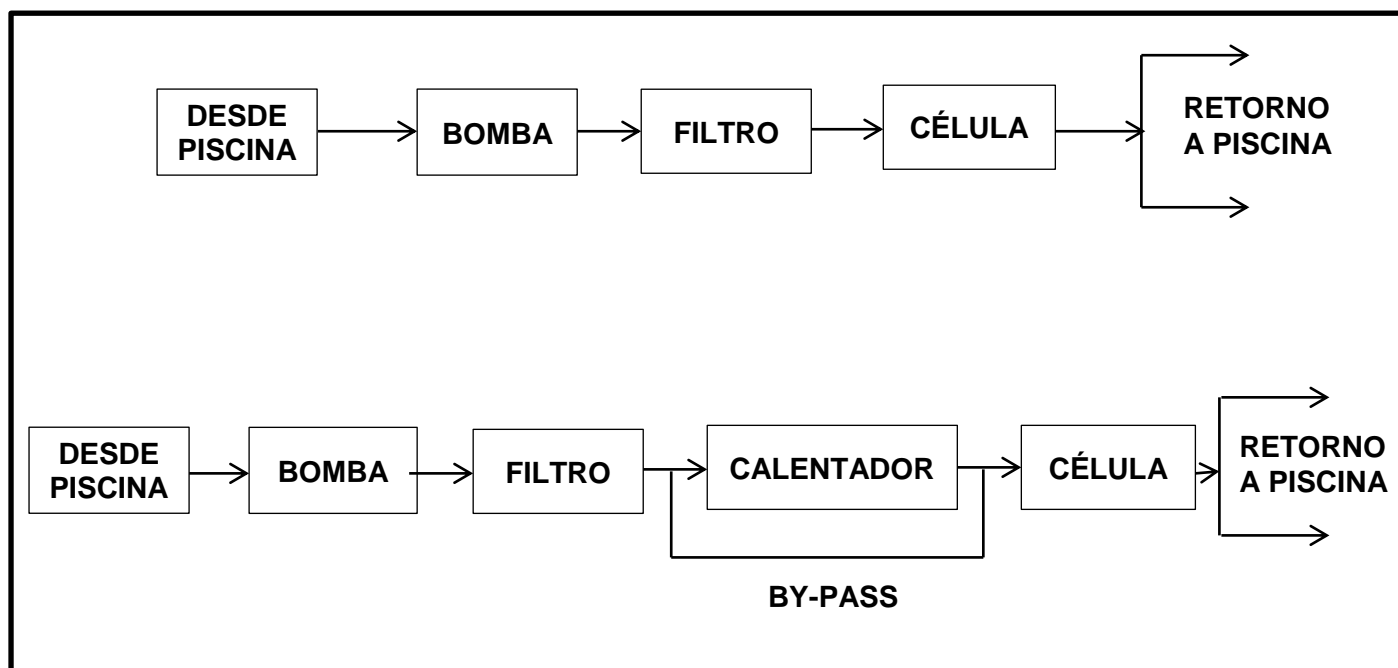 DESDE
PISCINA
BOMBA
FILTRO
CÉLULA
RETORNO
A PISCINA
DESDE
PISCINA
BOMBA
FILTRO
CALENTADOR
CÉLULA
RETORNO
A PISCINA
BY-PASS